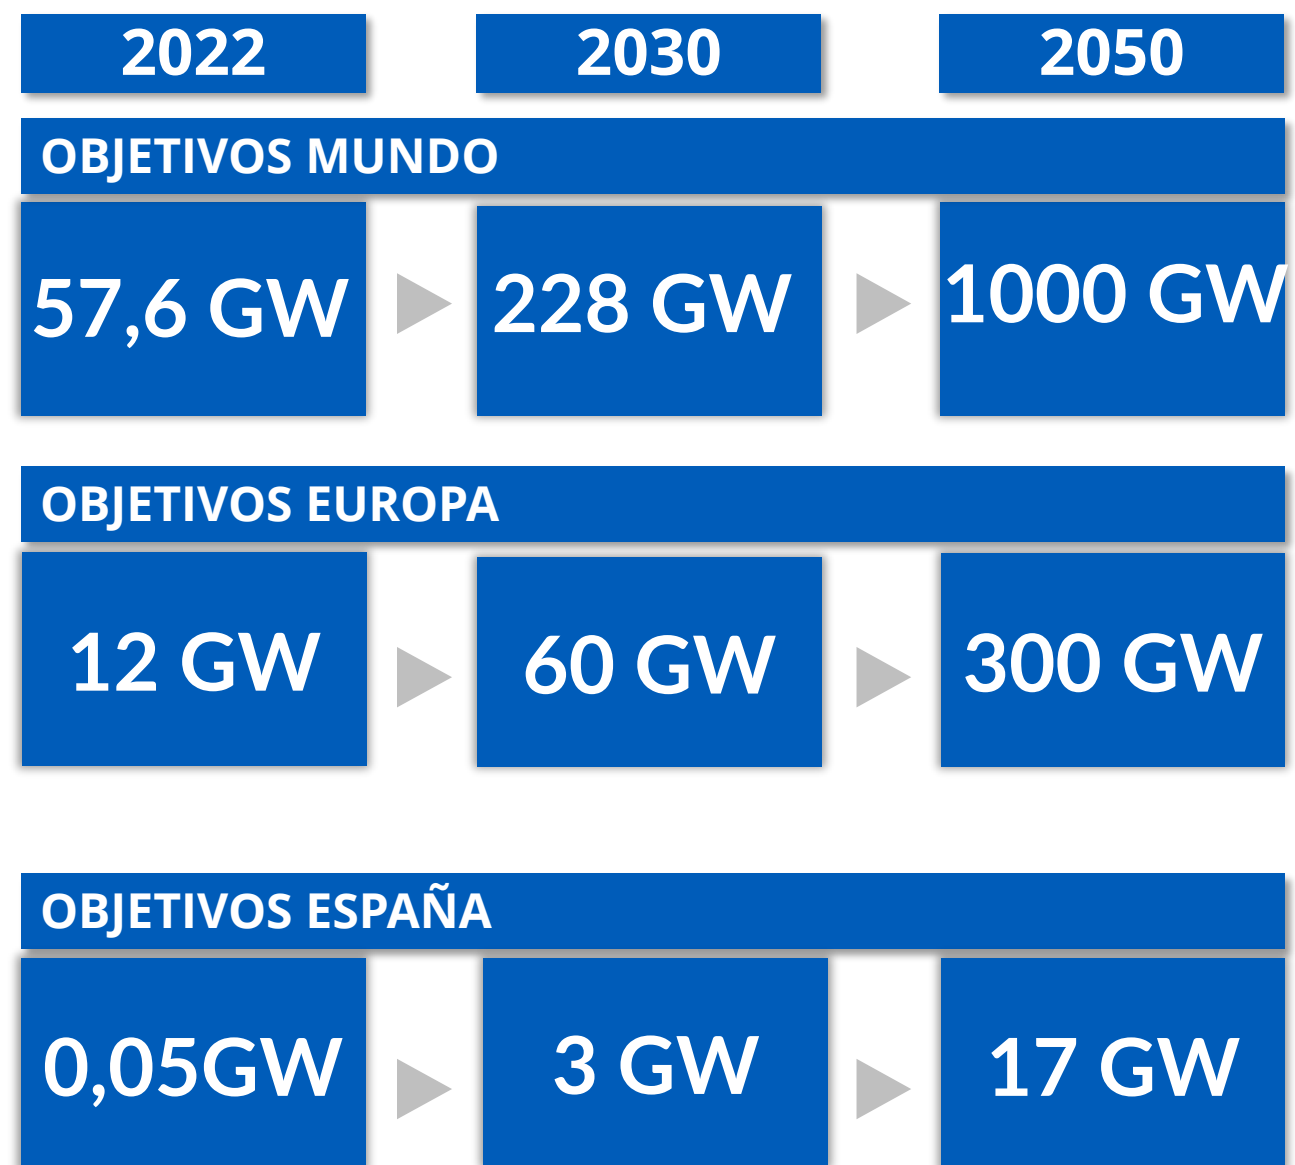 2022 2030 2050
OBJETIVOS MUNDO
57,6 GW 228 GW 1000 GW
OBJETIVOS EUROPA
12 GW 60 GW 300 GW
OBJETIVOS ESPAÑA
0,05GW 3 GW 17 GW